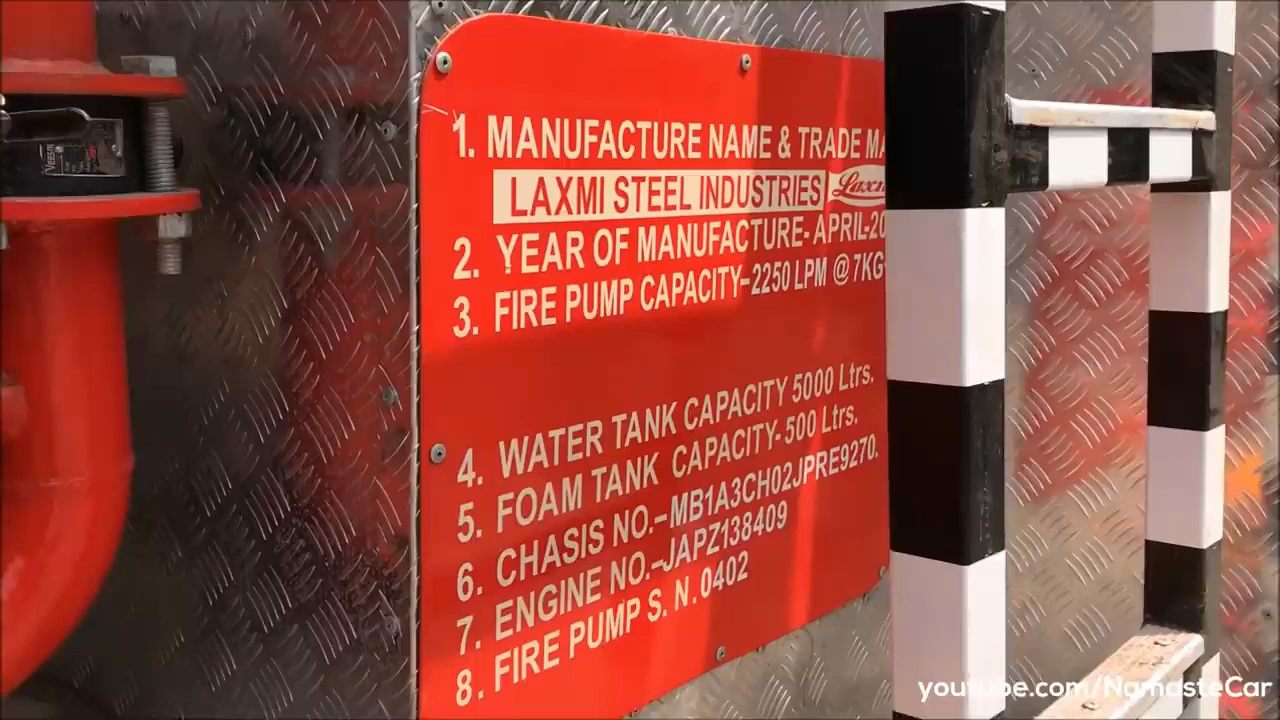 1. MANUFACTURE NAME & TRADE
LAXMI STEEL INDUSTRIES
2. YEAR OF MANUFACTURE- APRIL-20
3. FIRE PUMP CAPACITY-2250 LPM @ 7KG
4. WATER TANK CAPACITY 5000 Ltrs.
5. FOAM TANK CAPACITY- 500 Ltrs.
6. CHASIS NO.-MB1A3CH02JPRE9270.
7. ENGINE NO.-JAPZ138409
8. FIRE PUMP S. N. 0402
youtube.com/NamasteCar